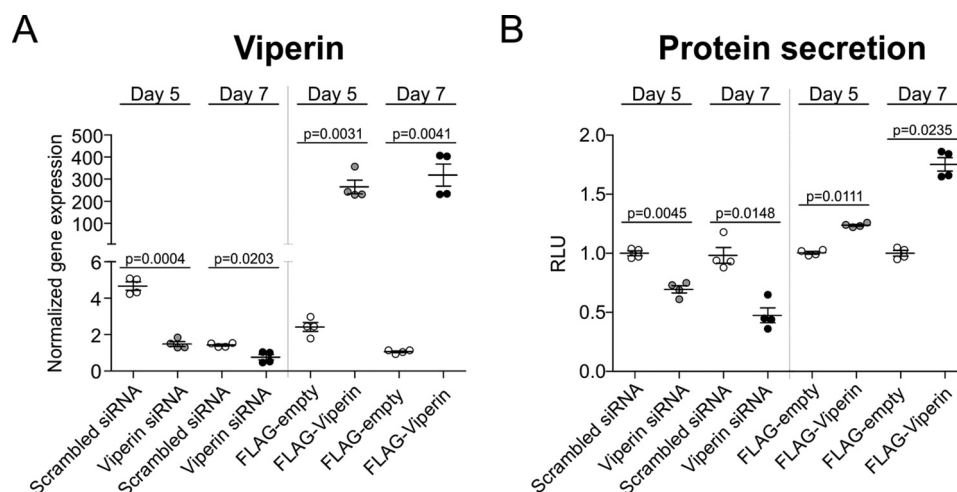 A
Viperin
Day 5
Day 7
Day 5
Day 7
Normalized gene expression
500
400
300
200
100
6
4
2
0
p=0.0031
p=0.0041
p=0.0004
p=0.0203
Scrambled siRNA
Viperin siRNA
Scrambled siRNA
Viperin siRNA
FLAG-empty
FLAG-Viperin
FLAG-empty
FLAG-Viperin
B
Protein secretion
Day 5
Day 7
Day 5
Day 7
RLU
2.0
1.5
1.0
0.5
0.0
p=0.0235
p=0.0111
p=0.0045
p=0.0148
Scrambled siRNA
Viperin siRNA
Scrambled siRNA
Viperin siRNA
FLAG-empty
FLAG-Viperin
FLAG-empty
FLAG-Viperin